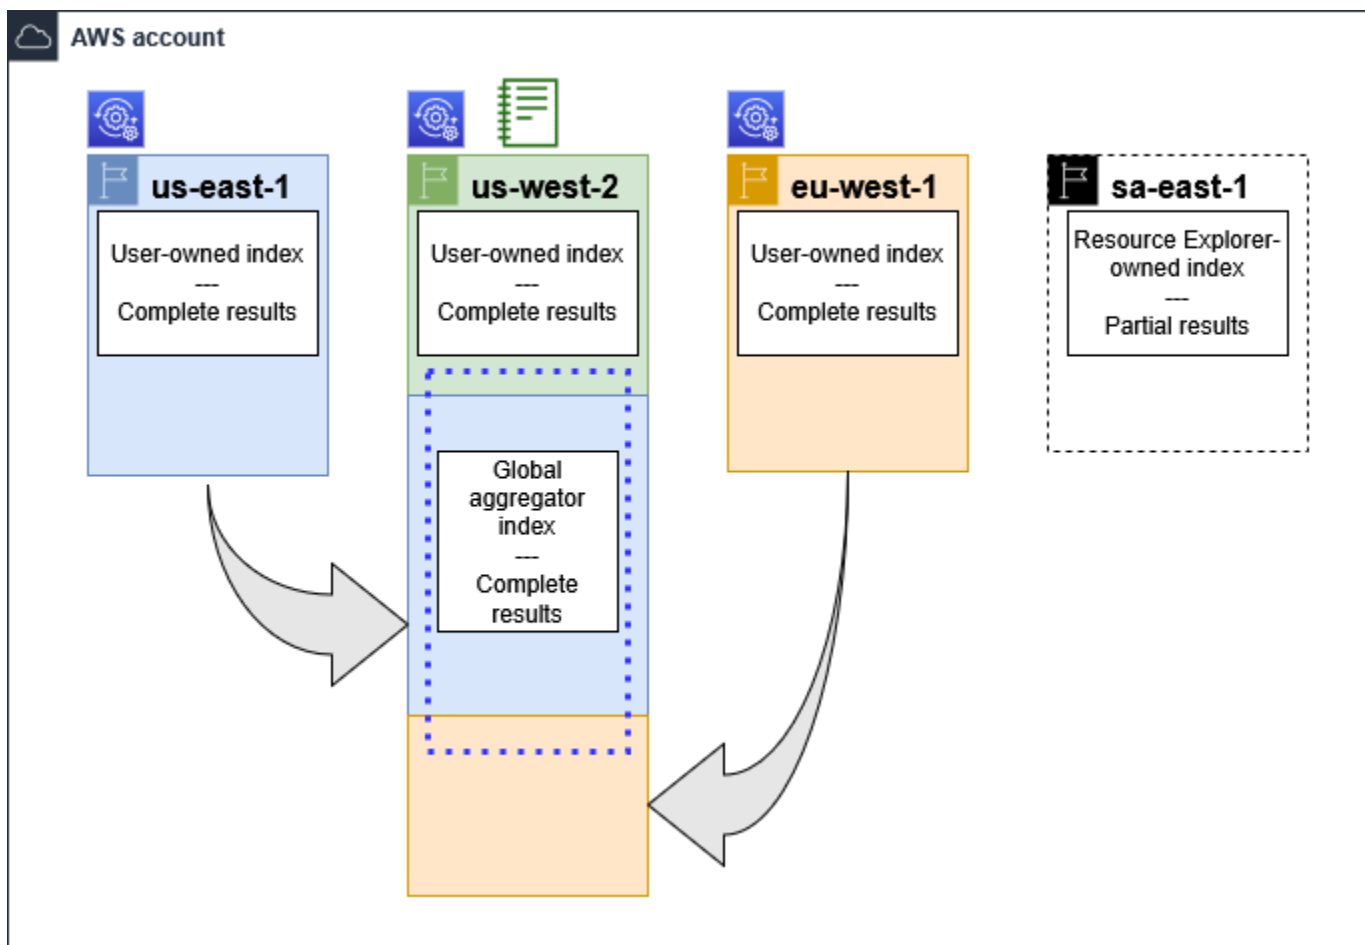 AWS account
us-east-1
User-owned index
---
Complete results
us-west-2
User-owned index
---
Complete results
Global
aggregator
index
---
Complete
results
eu-west-1
User-owned index
---
Complete results
sa-east-1
Resource Explorer-
owned index
---
Partial results